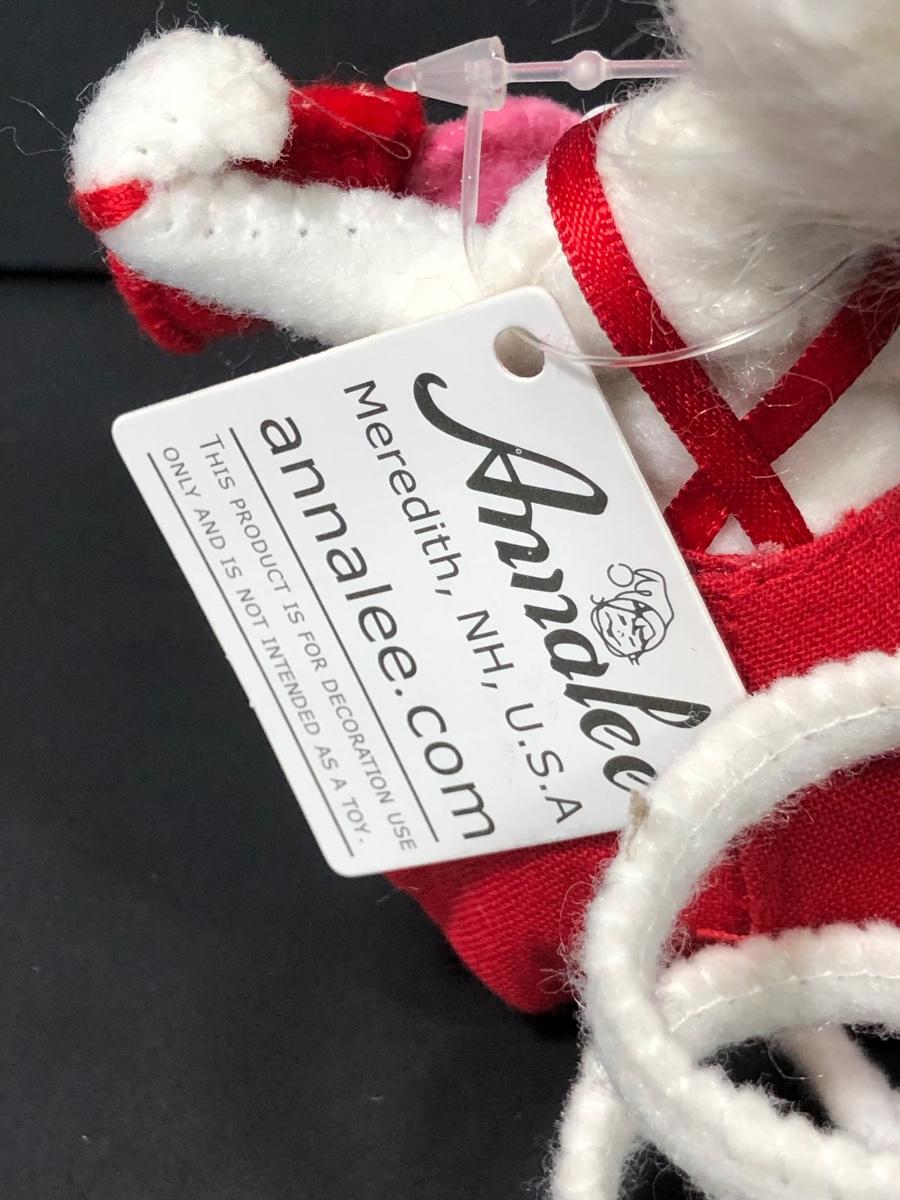 Annalee
Meredith, NH, U.S.A
annalee.com
THIS PRODUCT IS FOR DECORATION USE
ONLY AND IS NOT INTENDED AS A TOY.